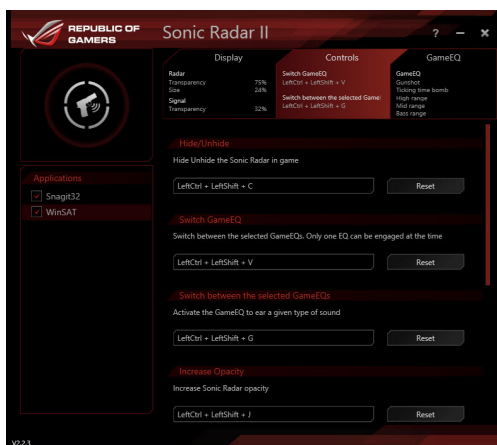 REPUBLIC OF
GAMERS
Sonic Radar II
?
Display
Radar
Transparency 75%
Size 24%
Signal
Transparency 32%
Controls
Switch GameEQ
LeftCtrl + LeftShift + V
Switch between the selected Game
LeftCtrl + LeftShift + G
GameEQ
GameEQ
Gunshot
Ticking time bomb
High range
Mid range
Bass range
Applications
Snagit32
WinSAT
Hide/Unhide
Hide Unhide the Sonic Radar in game
LeftCtrl + LeftShift + C
Reset
Switch GameEQ
Switch between the selected GameEQs. Only one EQ can be engaged at the time
LeftCtrl + LeftShift + V
Reset
Switch between the selected GameEQs
Activate the GameEQ to ear a given type of sound
LeftCtrl + LeftShift + G
Reset
Increase Opacity
Increase Sonic Radar opacity
LeftCtrl + LeftShift + J
Reset
V2.2.3